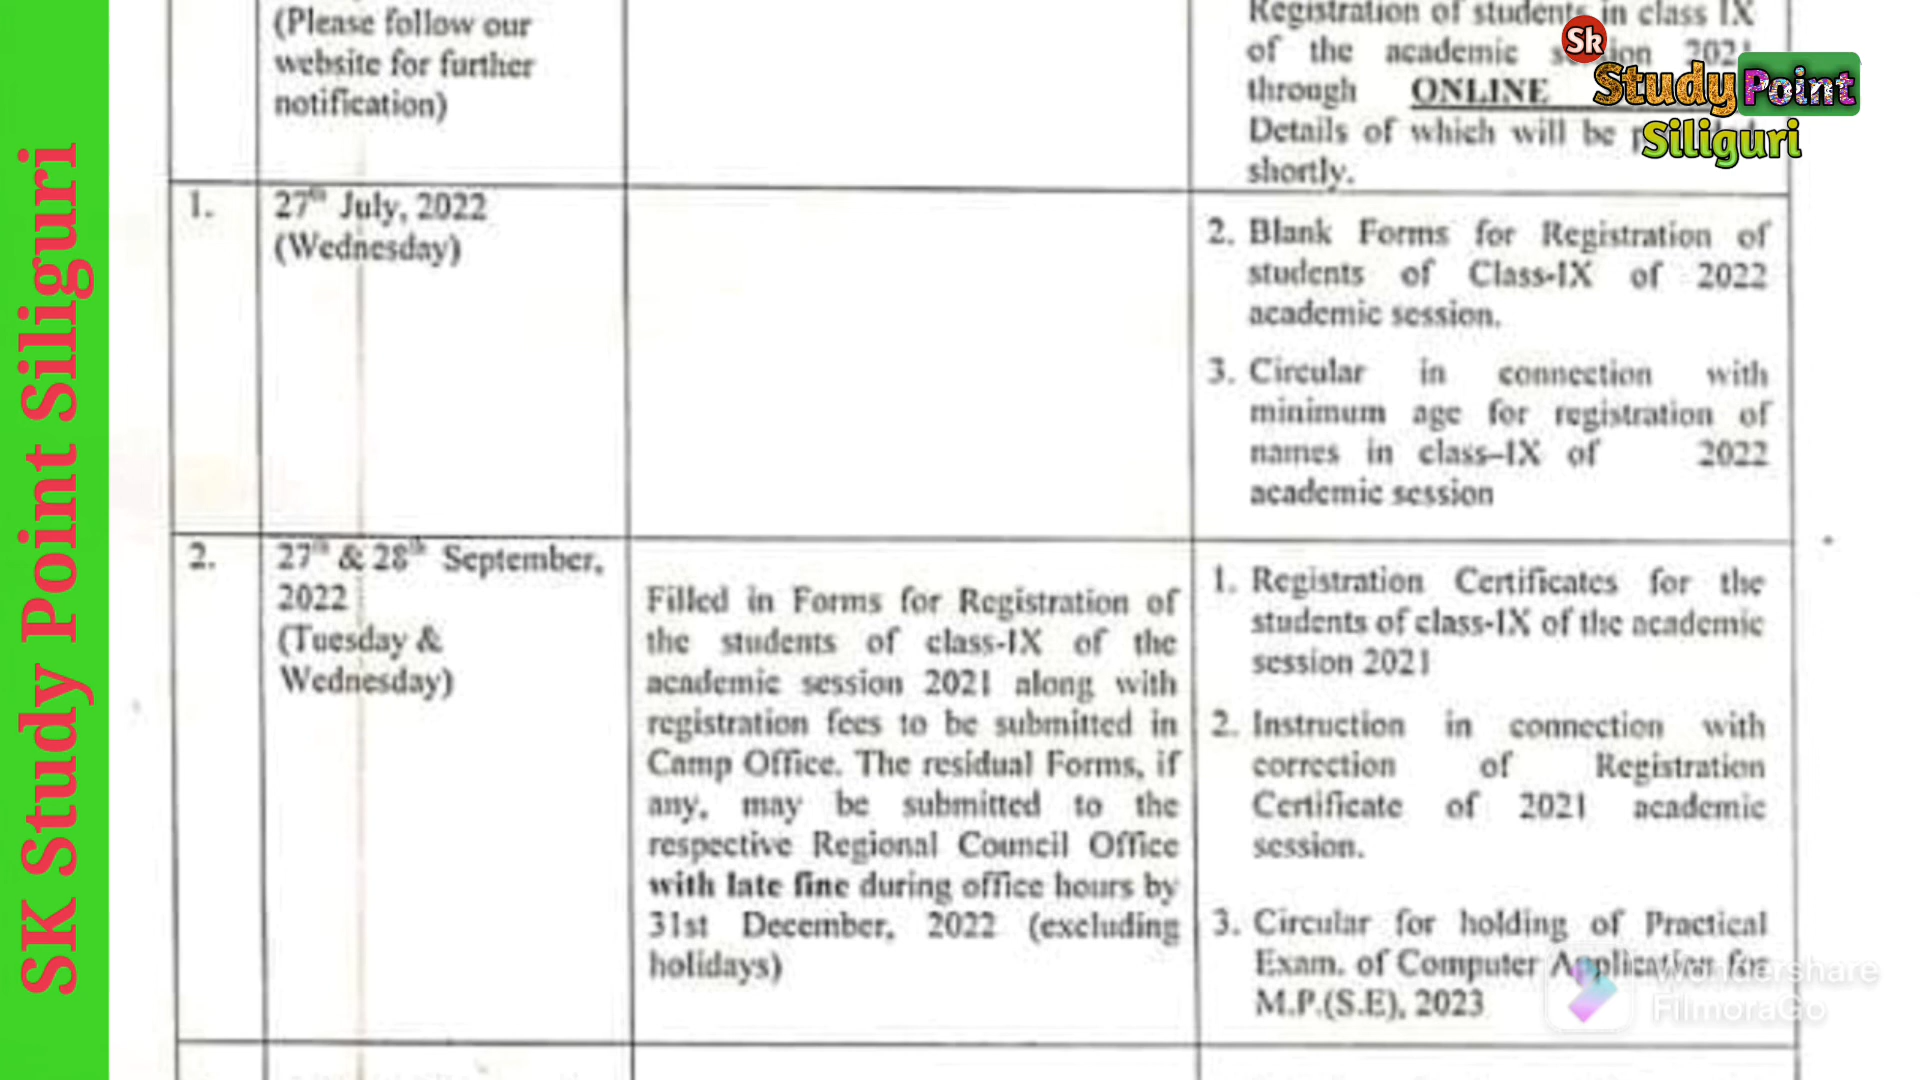 SK Study Point Siliguri
(Please follow our
website for further
notification)
Registration of students in class IX
of the academic 2021
through ONLINE
Details of which will be
shortly.
Sk
Study Point
Siliguri
1.
27th July, 2022
(Wednesday)
2. Blank Forms for Registration of
students of Class-IX of 2022
academic session.
3. Circular in connection with
minimum age for registration of
names in class–IX of 2022
academic session
2.
27th & 28th September,
2022
(Tuesday &
Wednesday)
Filled in Forms for Registration of
the students of class-IX of the
academic session 2021 along with
registration fees to be submitted in
Camp Office. The residual Forms, if
any, may be submitted to the
respective Regional Council Office
with late fine during office hours by
31st December, 2022 (excluding
holidays)
1. Registration Certificates for the
students of class-IX of the academic
session 2021
2. Instruction in connection with
correction of Registration
Certificate of 2021 academic
session.
3. Circular for holding of Practical
Exam. of Computer Application for
M.P.(S.E), 2023
Wondershare
FilmoraGo